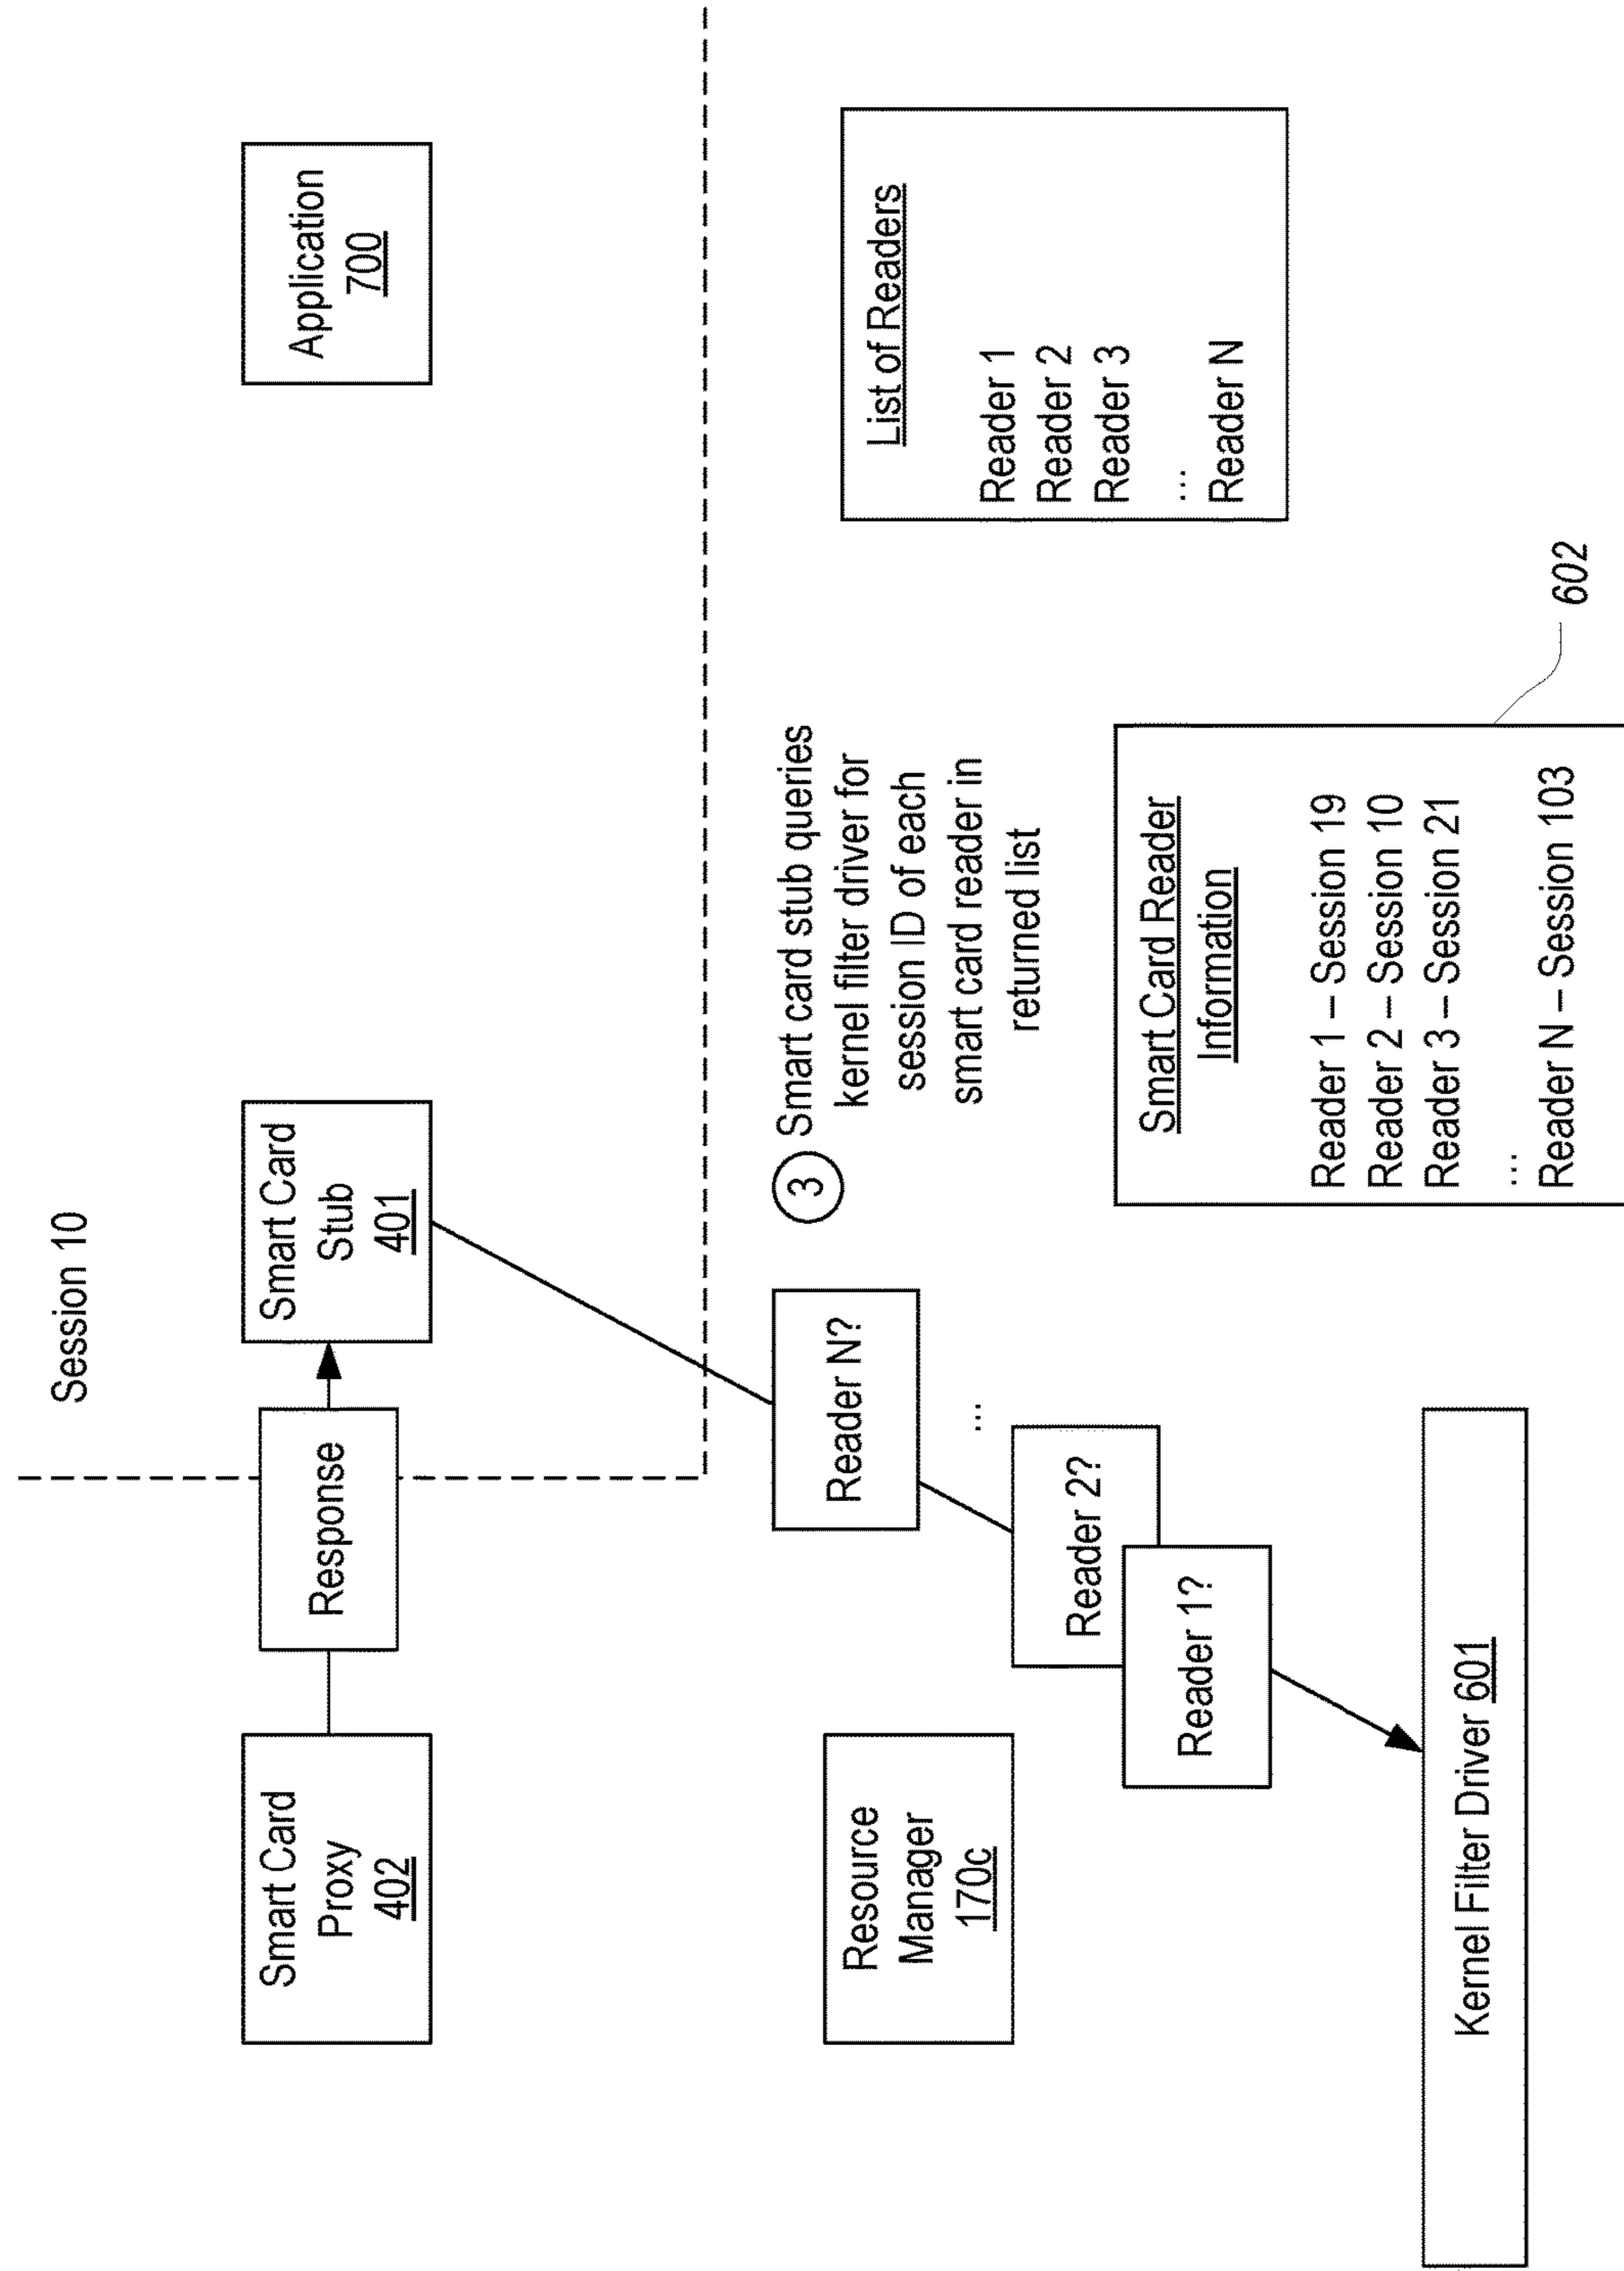 Session 10
Smart Card
Proxy
402
Response
Smart Card
Stub
401
Application
700
Resource
Manager
170c
Reader N?
...
Reader 2?
Reader 1?
3
Smart card stub queries
kernel filter driver for
session ID of each
smart card reader in
returned list
List of Readers
Reader 1
Reader 2
Reader 3
...
Reader N
Smart Card Reader
Information
Reader 1 – Session 19
Reader 2 – Session 10
Reader 3 – Session 21
...
Reader N – Session 103
602
Kernel Filter Driver 601